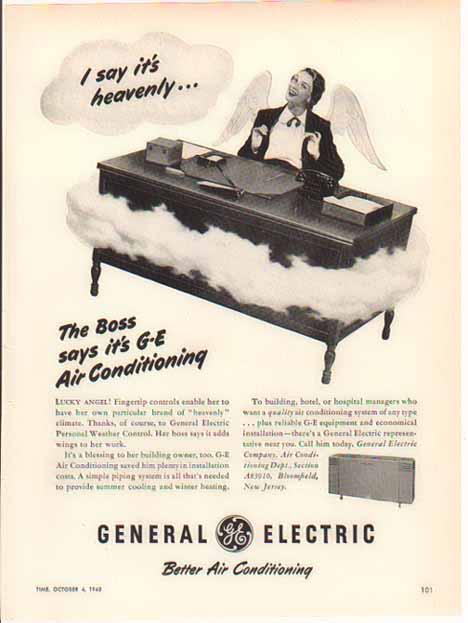 I say it's
heavenly...
The Boss
says it's G-E
Air Conditioning
LUCKY ANGEL! Fingertip controls enable her to
have her own particular brand of "heavenly"
climate. Thanks, of course, to General Electric
Personal Weather Control. Her boss says it adds
wings to her work.
It's a blessing to her building owner, too. G-E
Air Conditioning saved him plenty in installation
costs. A simple piping system is all that's needed
to provide summer cooling and winter heating.
To building, hotel, or hospital managers who
want a quality air conditioning system of any type
... plus reliable G-E equipment and economical
installation—there's a General Electric represen-
tative near you. Call him today. General Electric
Company, Air Condi-
tioning Dept., Section
A83910, Bloomfield,
New Jersey.
GENERAL GE ELECTRIC
Better Air Conditioning
TIME, OCTOBER 4, 1948
101